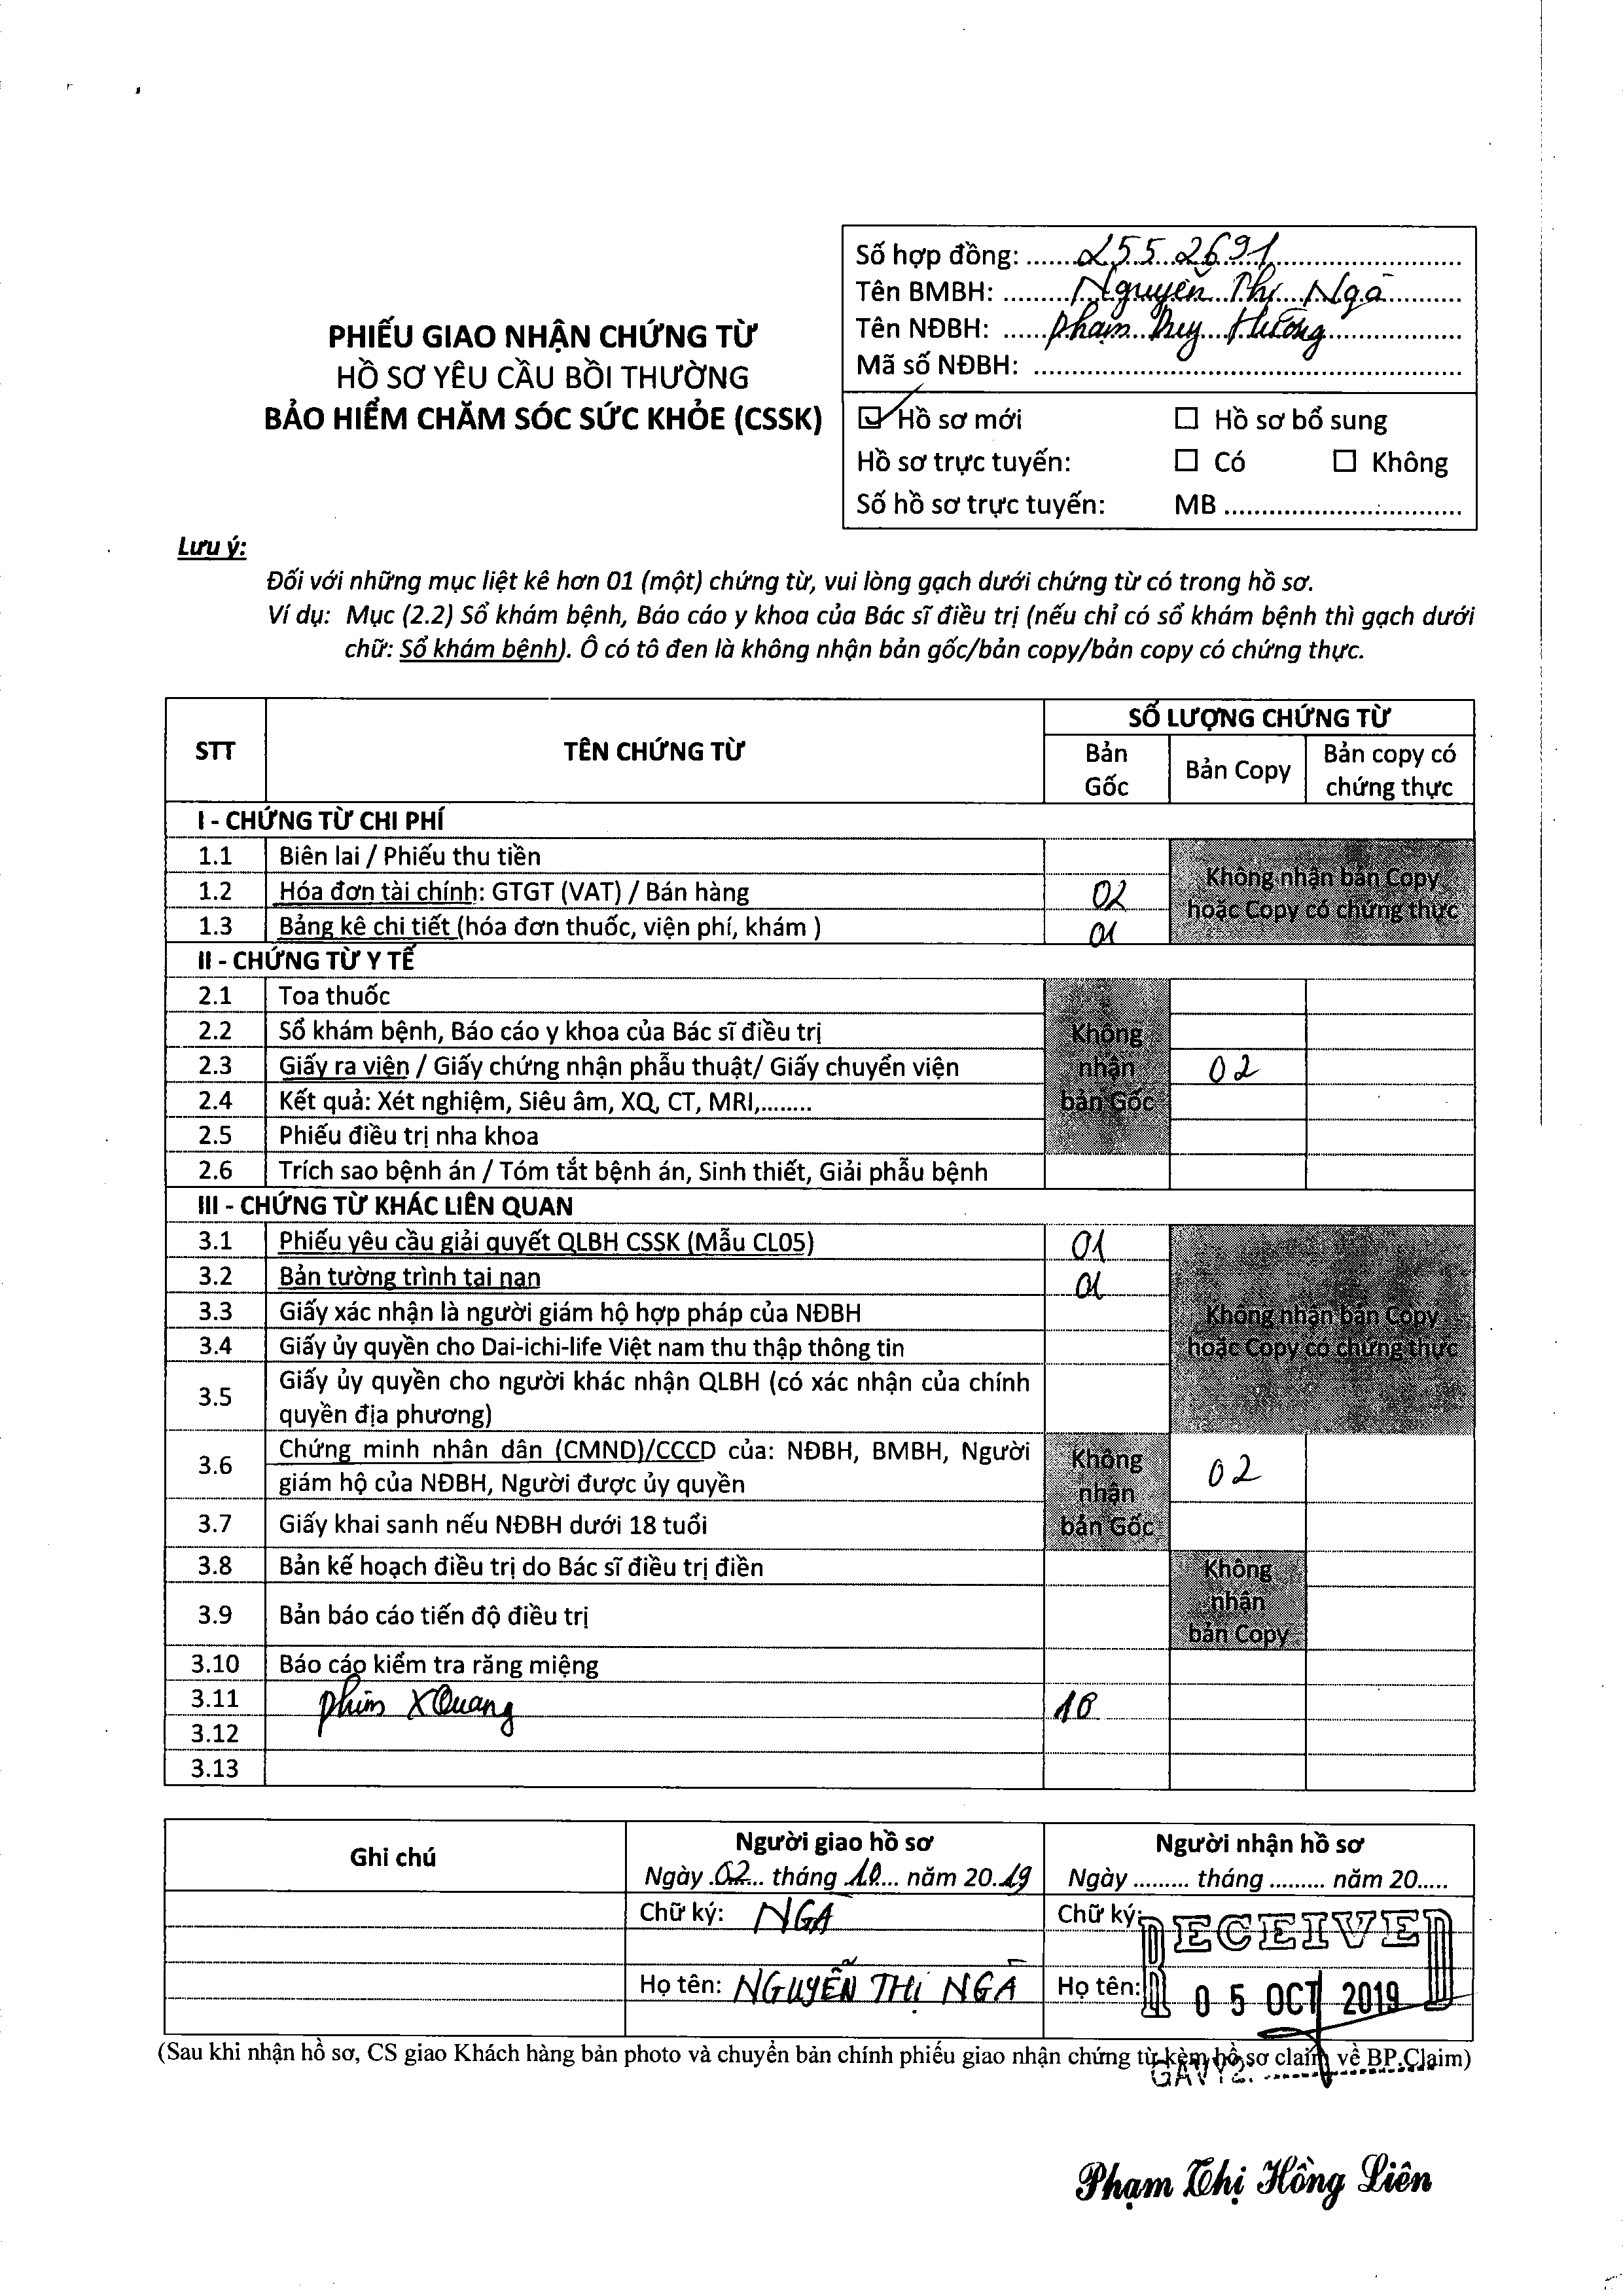 Số hợp đồng: 2552691
Tên BMBH: Nguyễn Thị Nga
Tên NĐBH: Phạm Duy Hường
Mã số NĐBH:
PHIẾU GIAO NHẬN CHỨNG TỪ
HỒ SƠ YÊU CẦU BỒI THƯỜNG
BẢO HIỂM CHĂM SÓC SỨC KHỎE (CSSK)
Hồ sơ mới Hồ sơ bổ sung
Hồ sơ trực tuyến: Có Không
Số hồ sơ trực tuyến: MB
Lưu ý:
Đối với những mục liệt kê hơn 01 (một) chứng từ, vui lòng gạch dưới chứng từ có trong hồ sơ.
Ví dụ: Mục (2.2) Sổ khám bệnh, Báo cáo y khoa của Bác sĩ điều trị (nếu chỉ có sổ khám bệnh thì gạch dưới
chữ: Sổ khám bệnh). Ô có tô đen là không nhận bản gốc/bản copy/bản copy có chứng thực.
STT TÊN CHỨNG TỪ SỐ LƯỢNG CHỨNG TỪ
Bản Gốc Bản Copy Bản copy có chứng thực
I - CHỨNG TỪ CHI PHÍ
1.1 Biên lai / Phiếu thu tiền
1.2 Hóa đơn tài chính: GTGT (VAT) / Bán hàng 02
1.3 Bảng kê chi tiết (hóa đơn thuốc, viện phí, khám ) 01
Không nhận bản Copy
hoặc Copy có chứng thực
II - CHỨNG TỪ Y TẾ
2.1 Toa thuốc
2.2 Sổ khám bệnh, Báo cáo y khoa của Bác sĩ điều trị
2.3 Giấy ra viện / Giấy chứng nhận phẫu thuật/ Giấy chuyển viện 02
2.4 Kết quả: Xét nghiệm, Siêu âm, XQ, CT, MRI,........
2.5 Phiếu điều trị nha khoa
Không
nhận
bản Gốc
2.6 Trích sao bệnh án / Tóm tắt bệnh án, Sinh thiết, Giải phẫu bệnh
III - CHỨNG TỪ KHÁC LIÊN QUAN
3.1 Phiếu yêu cầu giải quyết QLBH CSSK (Mẫu CL05) 01
3.2 Bản tường trình tai nạn 01
3.3 Giấy xác nhận là người giám hộ hợp pháp của NĐBH
3.4 Giấy ủy quyền cho Dai-ichi-life Việt nam thu thập thông tin
3.5 Giấy ủy quyền cho người khác nhận QLBH (có xác nhận của chính
quyền địa phương)
Không nhận bản Copy
hoặc Copy có chứng thực
3.6 Chứng minh nhân dân (CMND)/CCCD của: NĐBH, BMBH, Người
giám hộ của NĐBH, Người được ủy quyền 02
3.7 Giấy khai sanh nếu NĐBH dưới 18 tuổi
Không
nhận
bản Gốc
3.8 Bản kế hoạch điều trị do Bác sĩ điều trị điền
3.9 Bản báo cáo tiến độ điều trị
Không
nhận
bản Copy
3.10 Báo cáo kiểm tra răng miệng
3.11 phim XQuang
3.12
3.13
Ghi chú Người giao hồ sơ Người nhận hồ sơ
Ngày 02 tháng 10 năm 2019 Ngày ......... tháng ......... năm 20.....
Chữ ký: NGA Chữ ký:
RECEIVED
Họ tên: NGUYỄN THỊ NGA Họ tên:
05 OCT 2019
(Sau khi nhận hồ sơ, CS giao Khách hàng bản photo và chuyển bản chính phiếu giao nhận chứng từ kèm hồ sơ claim về BP.Claim)
Phạm Thị Hồng Liên